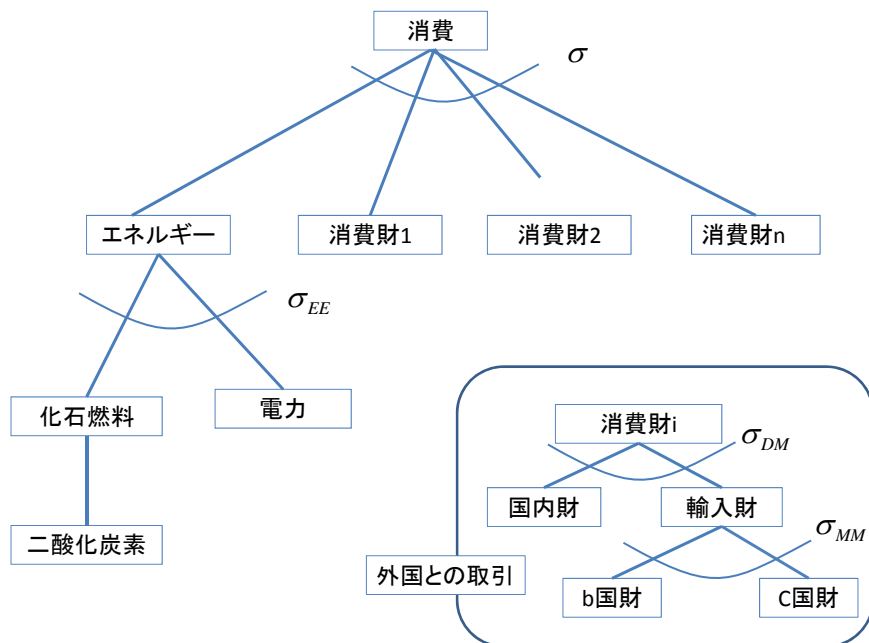 消費
σ
エネルギー
消費財1
消費財2
消費財n
σEE
化石燃料
電力
二酸化炭素
消費財i
σDM
国内財
輸入財
σMM
外国との取引
b国財
C国財